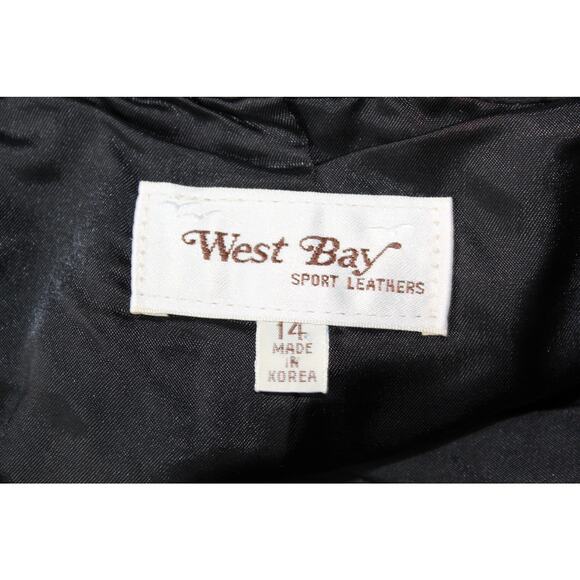 West Bay
SPORT LEATHERS
14
MADE
IN
KOREA